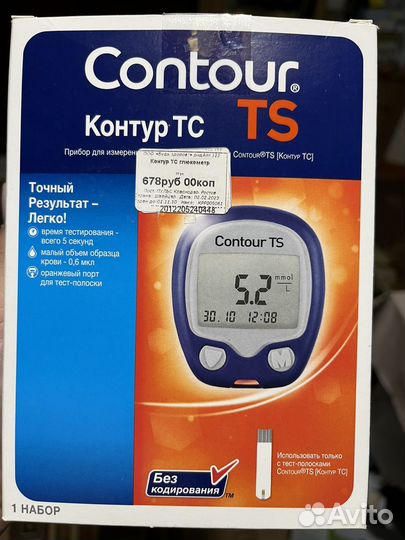 Contour®
TS
Контур ТС
Прибор для измерения
CONTOUR®TS [КОНТУР ТС]
Контур ТС глюкометр
678руб 00коп
2012205240448
Точный
Результат –
Легко!
время тестирования -
всего 5 секунд
малый объем образца
крови - 0,6 мкл
оранжевый порт
для тест-полоски
Contour TS
5.2 mmol
L
30.10 12:08
M
Использовать только
с тест-полосками
CONTOUR®TS [КОНТУР ТС]
Без
кодирования
TM
1 НАБОР
Avito